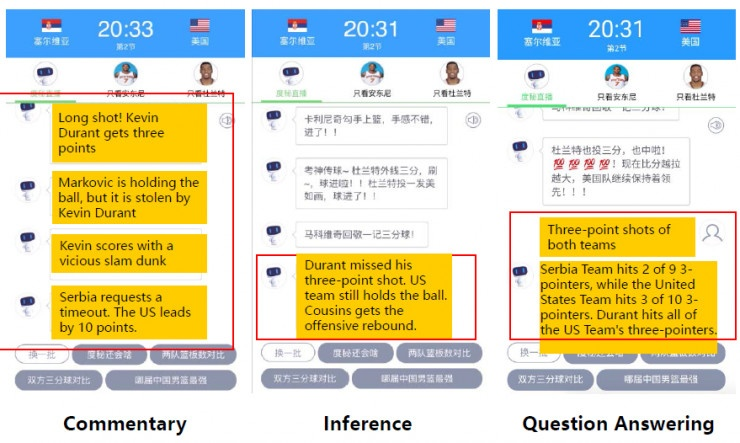 20:33
塞尔维亚
第2节
美国
度秘直播
只看安东尼
只看杜兰特
Long shot! Kevin
Durant gets three
points
Markovic is holding the
ball, but it is stolen by
Kevin Durant
Kevin scores with a
vicious slam dunk
Serbia requests a
timeout. The US leads
by 10 points.
换一批
度秘还会啥
两队篮板数对比
双方三分球对比
哪届中国男篮最强
Commentary
20:31
塞尔维亚
第2节
美国
度秘直播
只看安东尼
只看杜兰特
卡利尼奇勾手上篮，手感不错，
进了！！
考神传球~ 杜兰特外线三分，刷
~，球进啦！！杜兰特投一发美
如画，球进了！！
马科维奇回敬一记三分球！
Durant missed his
three-point shot. US
team still holds the ball.
Cousins gets the
offensive rebound.
换一批
度秘还会啥
两队篮板数对比
双方三分球对比
哪届中国男篮最强
Inference
20:31
塞尔维亚
第2节
美国
度秘直播
只看安东尼
只看杜兰特
杜兰特也投三分，也中啦！
💯💯💯💯！现在比分越拉
越大，美国队继续保持着领
先！！！
Three-point shots of
both teams
Serbia Team hits 2 of 9 3-
pointers, while the United
States Team hits 3 of 10 3-
pointers. Durant hits all of
the US Team's three-pointers.
换一批
双方三分球对比
哪届中国男篮最强
Question Answering